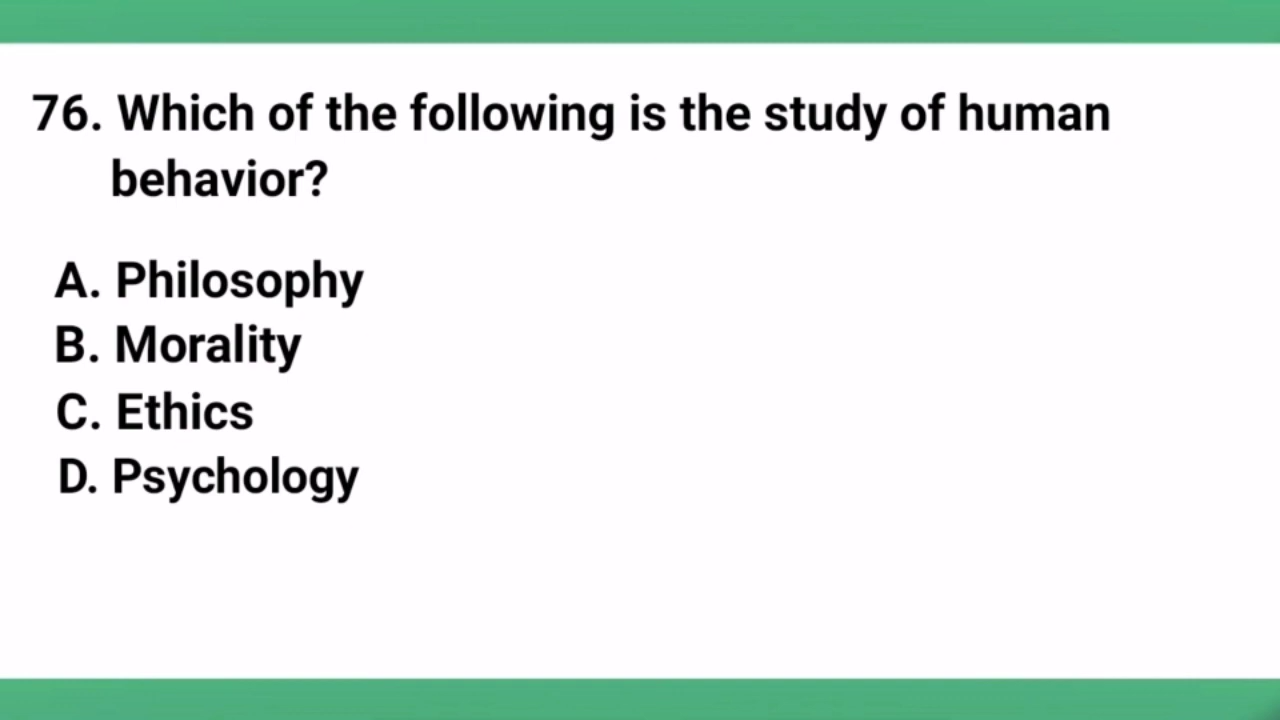 76. Which of the following is the study of human
behavior?
A. Philosophy
B. Morality
C. Ethics
D. Psychology